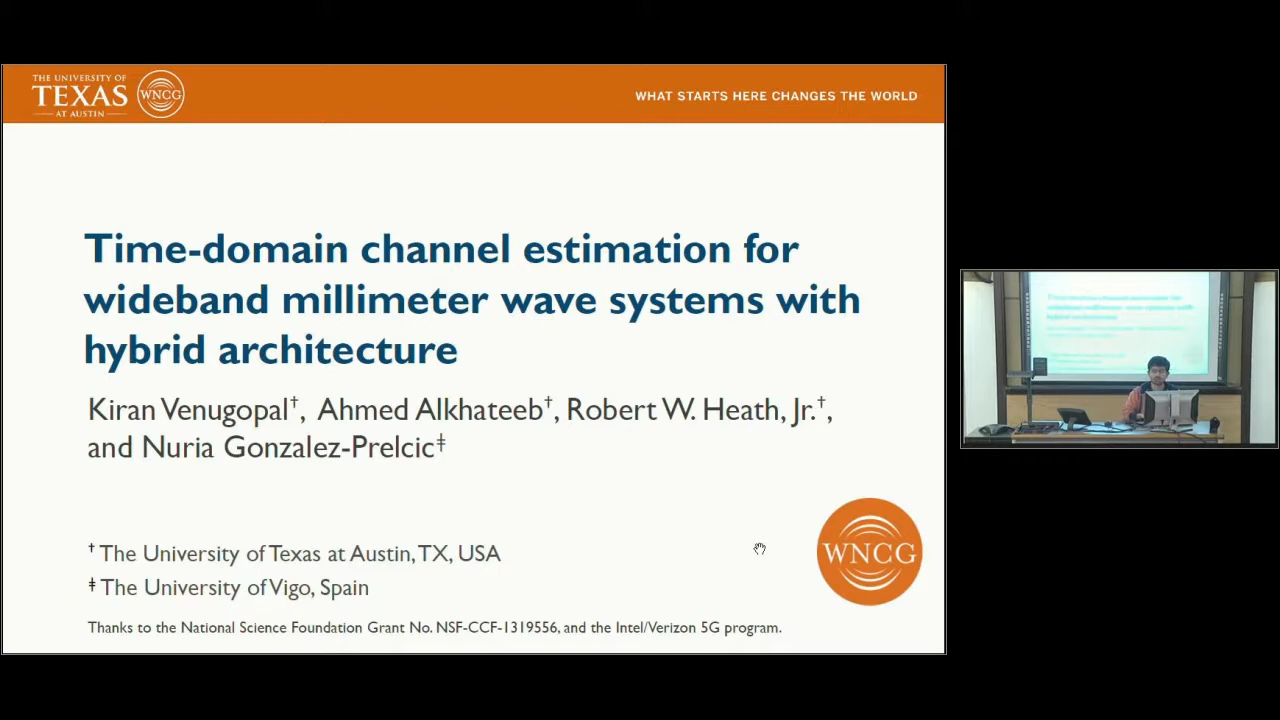 THE UNIVERSITY OF
TEXAS
AT AUSTIN
WNCG
WHAT STARTS HERE CHANGES THE WORLD
Time-domain channel estimation for
wideband millimeter wave systems with
hybrid architecture
Kiran Venugopal†, Ahmed Alkhateeb†, Robert W. Heath, Jr.†,
and Nuria Gonzalez-Prelcic‡
† The University of Texas at Austin, TX, USA
‡ The University of Vigo, Spain
WNCG
Thanks to the National Science Foundation Grant No. NSF-CCF-1319556, and the Intel/Verizon 5G program.